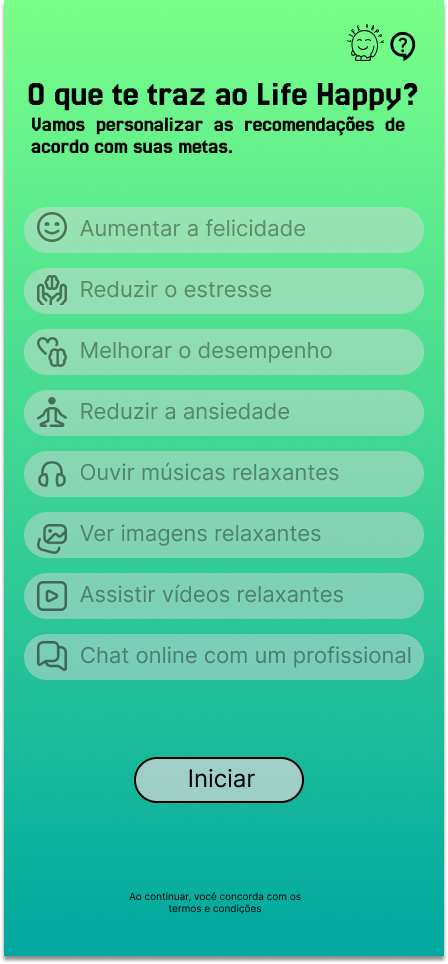 LIFE HAPPY
O que te traz ao Life Happy?
Vamos personalizar as recomendações de
acordo com suas metas.
Aumentar a felicidade
Reduzir o estresse
Melhorar o desempenho
Reduzir a ansiedade
Ouvir músicas relaxantes
Ver imagens relaxantes
Assistir vídeos relaxantes
Chat online com um profissional
Iniciar
Ao continuar, você concorda com os
termos e condições